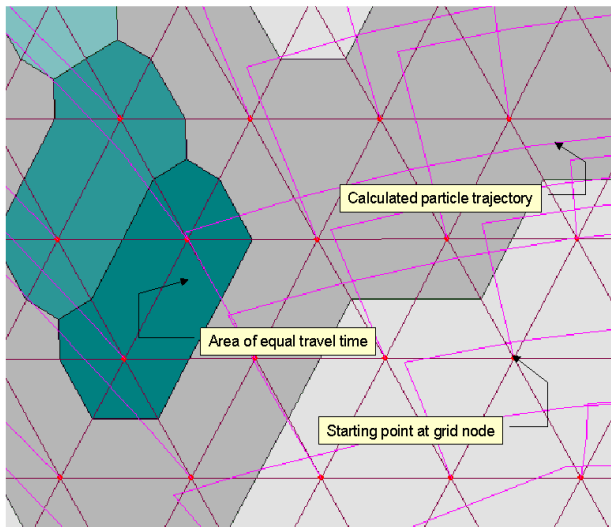 Calculated particle trajectory
Area of equal travel time
Starting point at grid node